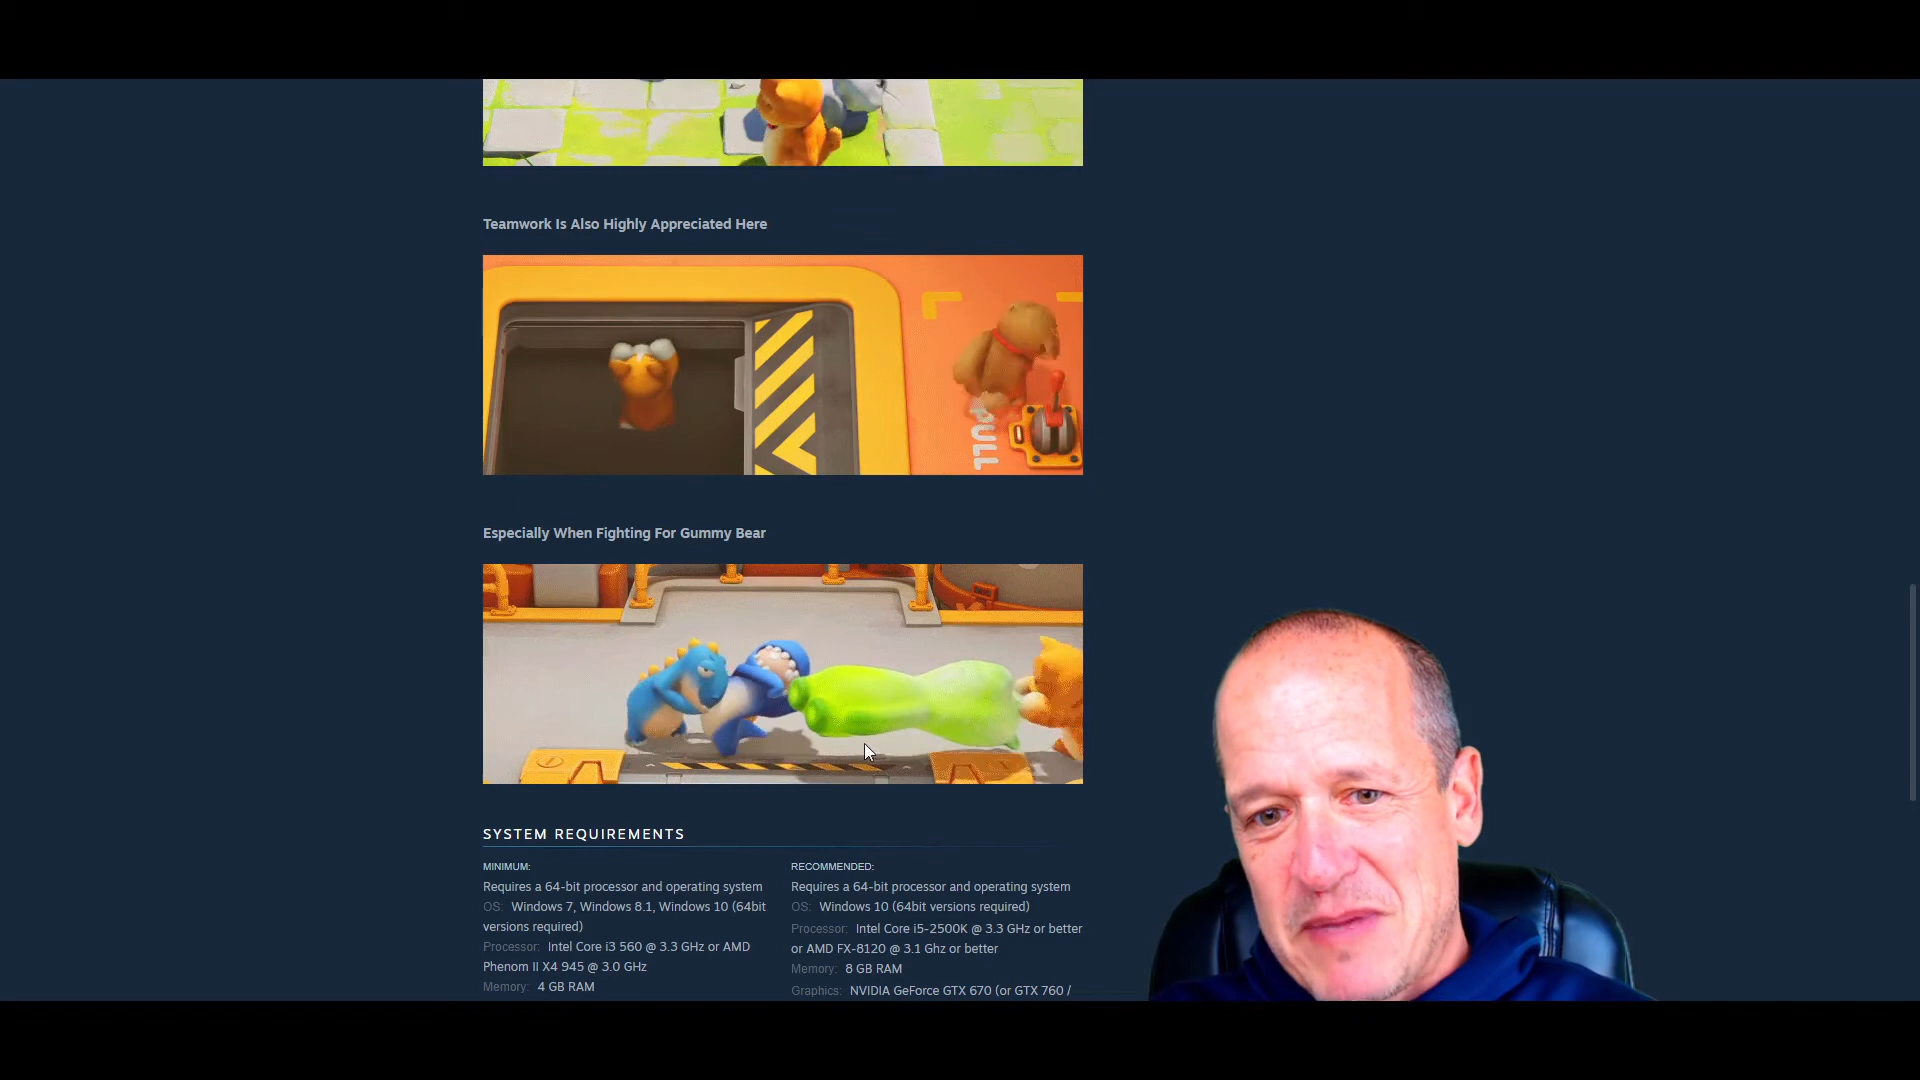 Teamwork Is Also Highly Appreciated Here
PULL
Especially When Fighting For Gummy Bear
SYSTEM REQUIREMENTS
MINIMUM:
Requires a 64-bit processor and operating system
OS: Windows 7, Windows 8.1, Windows 10 (64bit
versions required)
Processor: Intel Core i3 560 @ 3.3 GHz or AMD
Phenom II X4 945 @ 3.0 GHz
Memory: 4 GB RAM
RECOMMENDED:
Requires a 64-bit processor and operating system
OS: Windows 10 (64bit versions required)
Processor: Intel Core i5-2500K @ 3.3 GHz or better
or AMD FX-8120 @ 3.1 Ghz or better
Memory: 8 GB RAM
Graphics: NVIDIA GeForce GTX 670 (or GTX 760 /